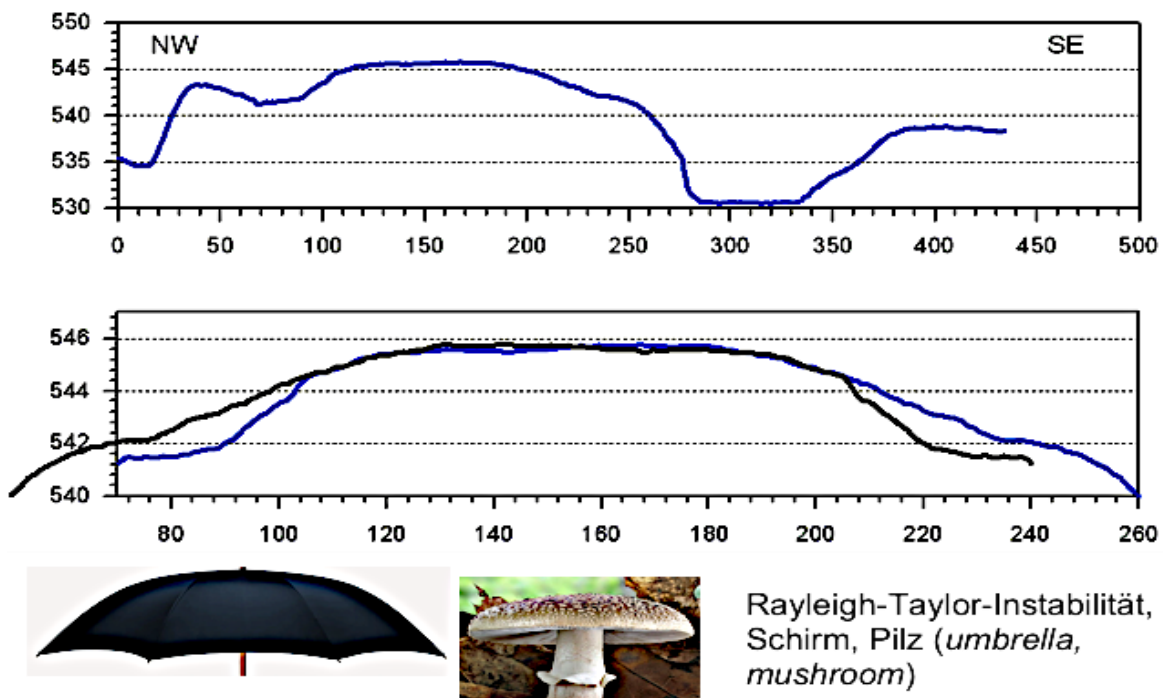 550
NW
SE
545
540
535
530
0 50 100 150 200 250 300 350 400 450 500
546
544
542
540
80 100 120 140 160 180 200 220 240 260
Rayleigh-Taylor-Instabilität,
Schirm, Pilz (umbrella,
mushroom)